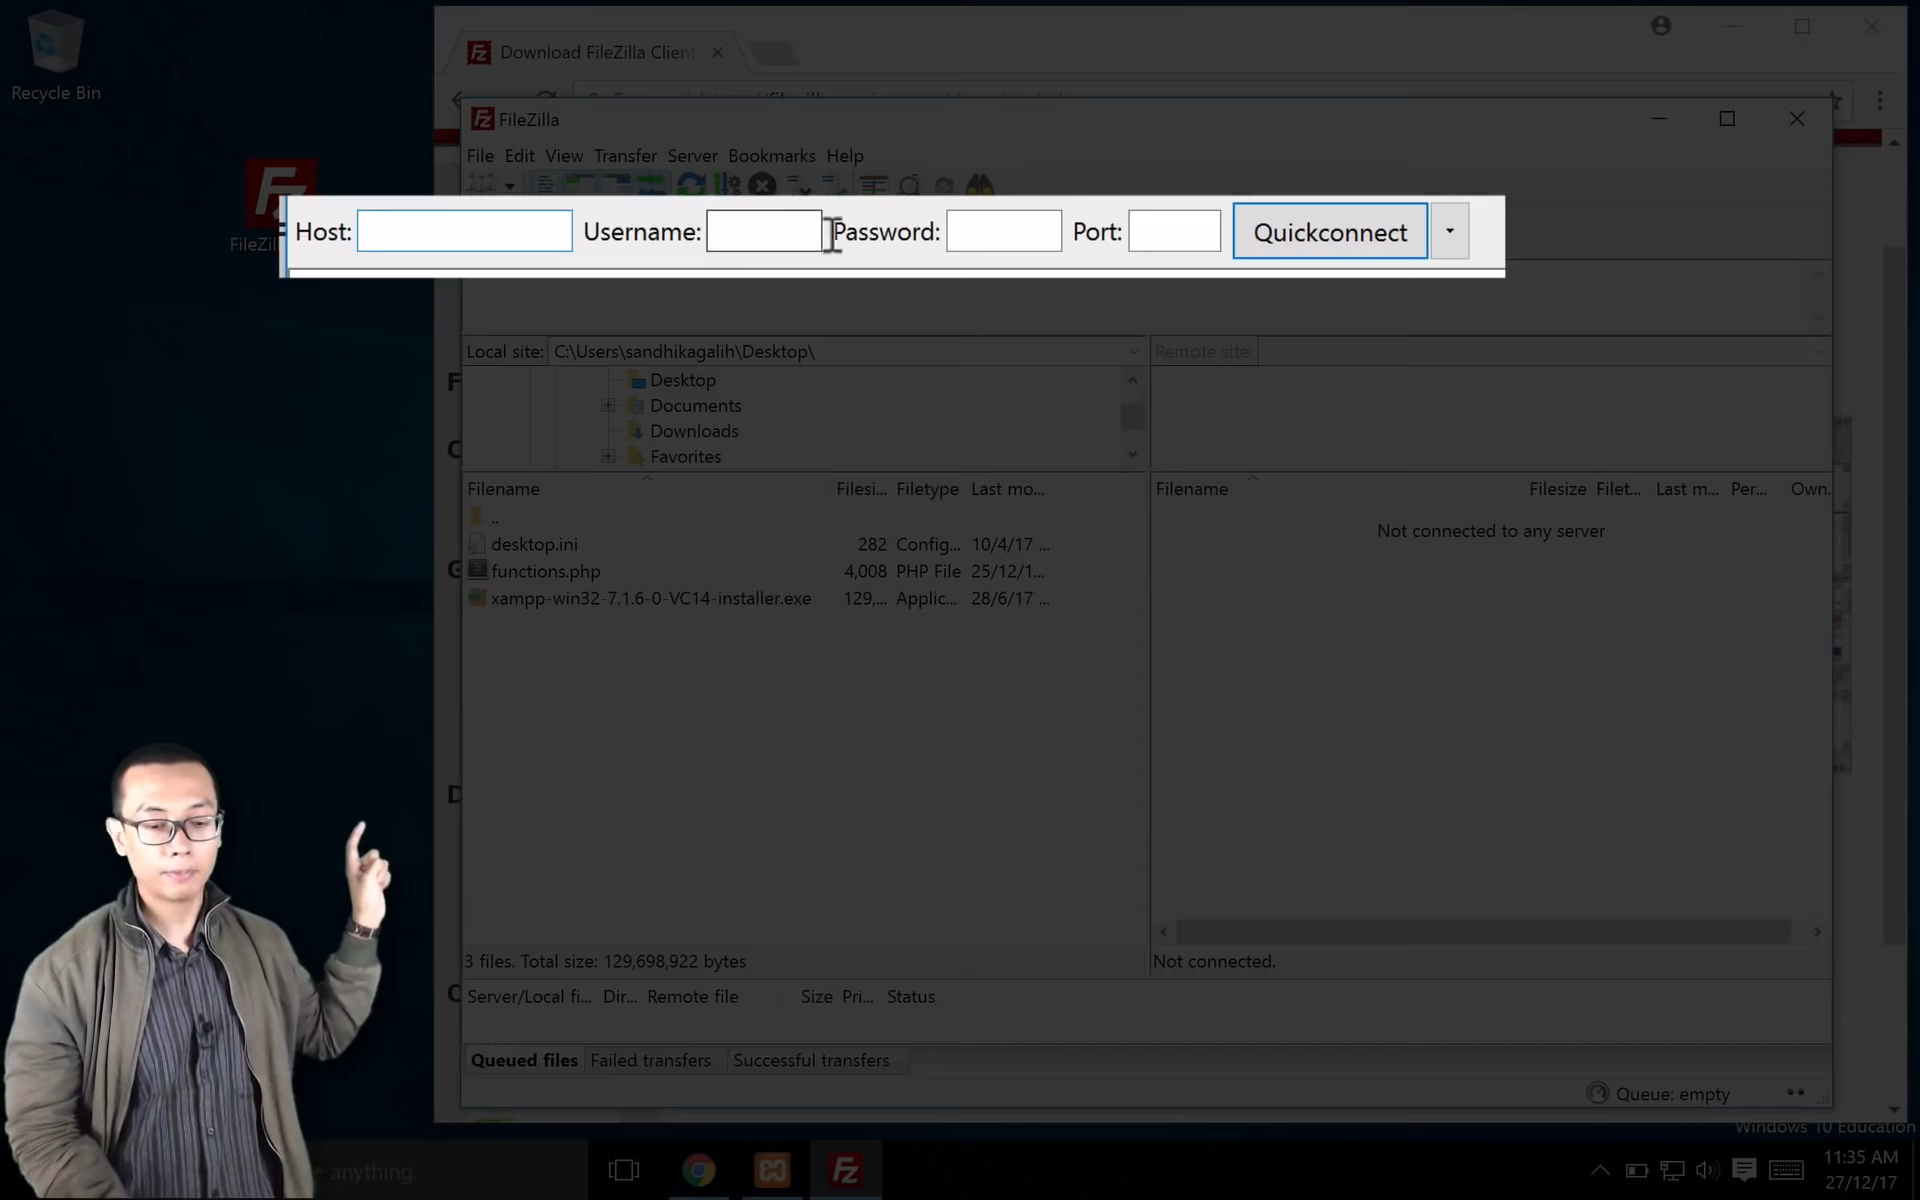 Recycle Bin
Download FileZilla Client
FileZilla
File Edit View Transfer Server Bookmarks Help
Host: Username: Password: Port: Quickconnect
Local site: C:\Users\sandhikagalih\Desktop\
Remote site:
Desktop
Documents
Downloads
Favorites
Filename Filesi... Filetype Last mo...
..
desktop.ini 282 Config... 10/4/17 ...
functions.php 4,008 PHP File 25/12/1...
xampp-win32-7.1.6-0-VC14-installer.exe 129,... Applic... 28/6/17 ...
3 files. Total size: 129,698,922 bytes
Filename Filesize Filet... Last m... Per... Own.
Not connected to any server
Not connected.
Server/Local fi... Dir... Remote file Size Pri... Status
Queued files Failed transfers Successful transfers
Queue: empty
Windows 10 Education
anything.
11:35 AM
27/12/17